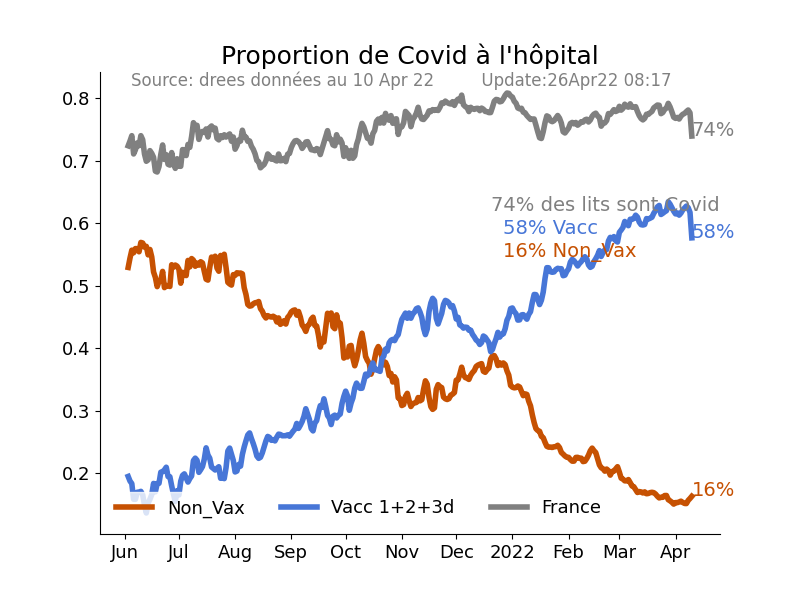 Proportion de Covid à l'hôpital
Source: drees données au 10 Apr 22 Update:26Apr22 08:17
0.8
0.7
0.6
0.5
0.4
0.3
0.2
74%
74% des lits sont Covid
58% Vacc
58%
16% Non_Vax
16%
Non_Vax Vacc 1+2+3d France
Jun Jul Aug Sep Oct Nov Dec 2022 Feb Mar Apr